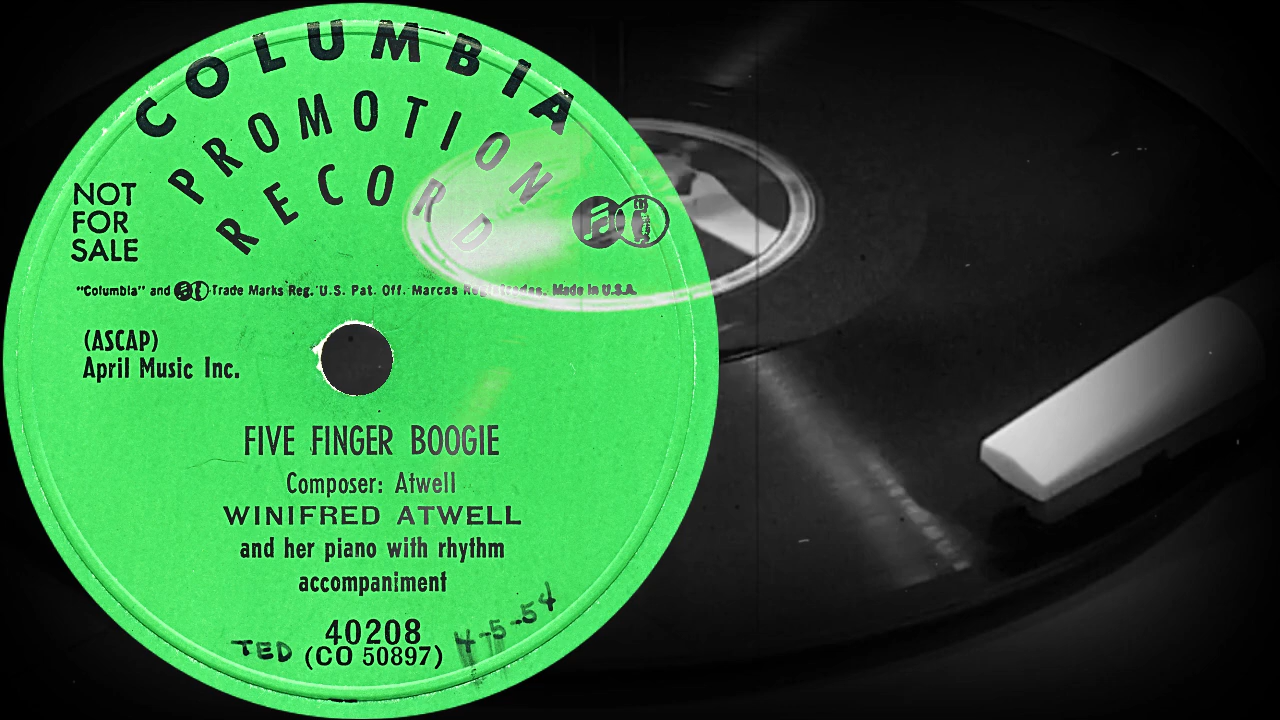 COLUMBIA
PROMOTION
RECORD
NOT
FOR
SALE
"Columbia" and Trade Marks Reg. U.S. Pat. Off. Marcas Registradas. Made in U.S.A.
(ASCAP)
April Music Inc.
FIVE FINGER BOOGIE
Composer: Atwell
WINIFRED ATWELL
and her piano with rhythm
accompaniment
40208
TED (CO 50897) 4-5-54